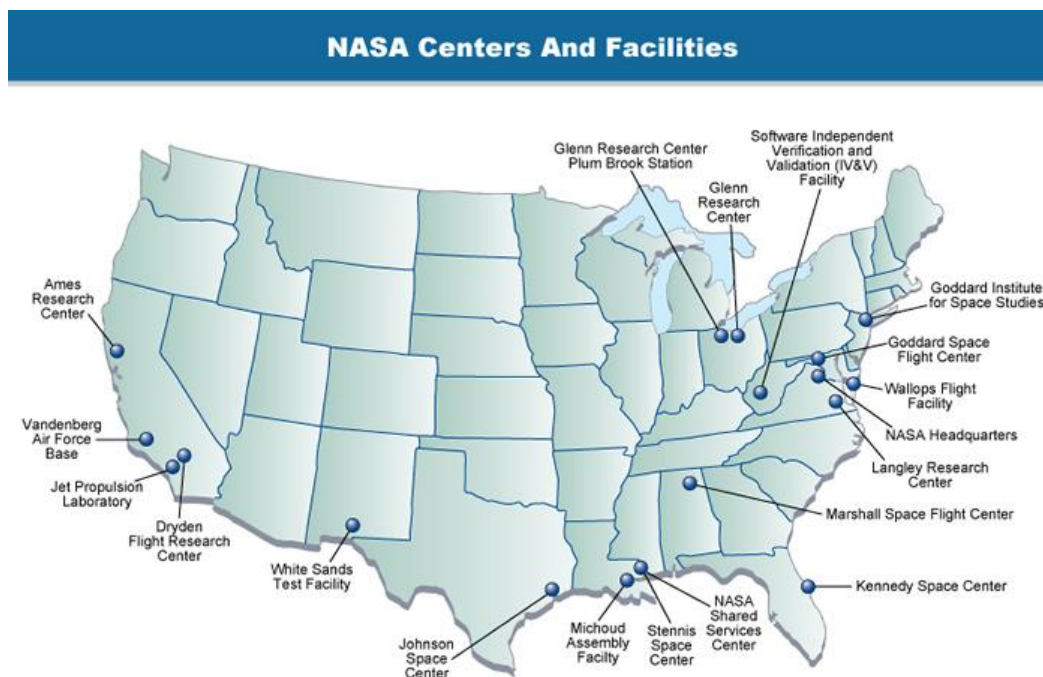 NASA Centers And Facilities
Glenn Research Center
Plum Brook Station
Software Independent
Verification and
Validation (IV&V)
Facility
Glenn
Research
Center
Ames
Research
Center
Goddard Institute
for Space Studies
Goddard Space
Flight Center
Wallops Flight
Facility
NASA Headquarters
Langley Research
Center
Vandenberg
Air Force
Base
Jet Propulsion
Laboratory
Dryden
Flight Research
Center
Marshall Space Flight Center
White Sands
Test Facility
Kennedy Space Center
Johnson
Space
Center
Michoud
Assembly
Facilty
Stennis
Space
Center
NASA
Shared
Services
Center